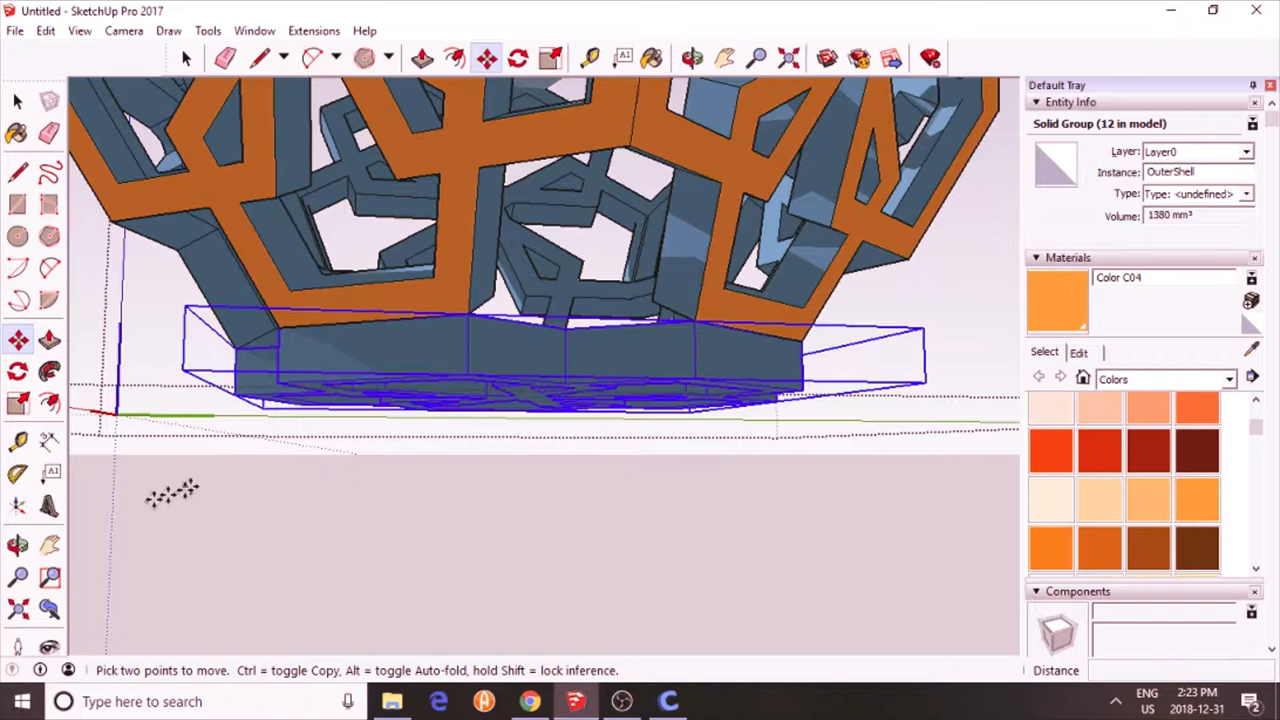 Untitled - SketchUp Pro 2017
File Edit View Camera Draw Tools Window Extensions Help
A1
Default Tray
Entity Info
Solid Group (12 in model)
Layer: Layer0
Instance: OuterShell
Type: Type: <undefined>
Volume: 1380 mm³
Materials
Color C04
Select Edit
Colors
A1
Components
Pick two points to move. Ctrl = toggle Copy, Alt = toggle Auto-fold, hold Shift = lock inference.
Distance
Type here to search
ENG
US
2:23 PM
2018-12-31
2